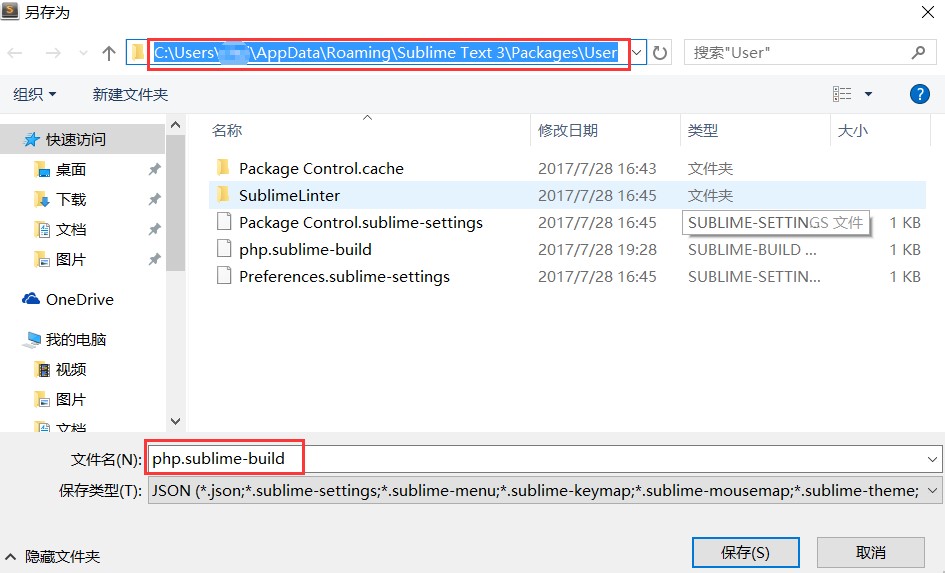 另存为
C:\Users\ \AppData\Roaming\Sublime Text 3\Packages\User
搜索"User"
组织
新建文件夹
名称 修改日期 类型 大小
快速访问
桌面
下载
文档
图片
OneDrive
我的电脑
视频
图片
文档
Package Control.cache 2017/7/28 16:43 文件夹
SublimeLinter 2017/7/28 16:45 文件夹
Package Control.sublime-settings 2017/7/28 16:45 SUBLIME-SETTINGS 文件 1 KB
php.sublime-build 2017/7/28 19:28 SUBLIME-BUILD ... 1 KB
Preferences.sublime-settings 2017/7/28 16:45 SUBLIME-SETTIN... 1 KB
文件名(N): php.sublime-build
保存类型(T): JSON (*.json;*.sublime-settings;*.sublime-menu;*.sublime-keymap;*.sublime-mousemap;*.sublime-theme;
隐藏文件夹
保存(S)
取消